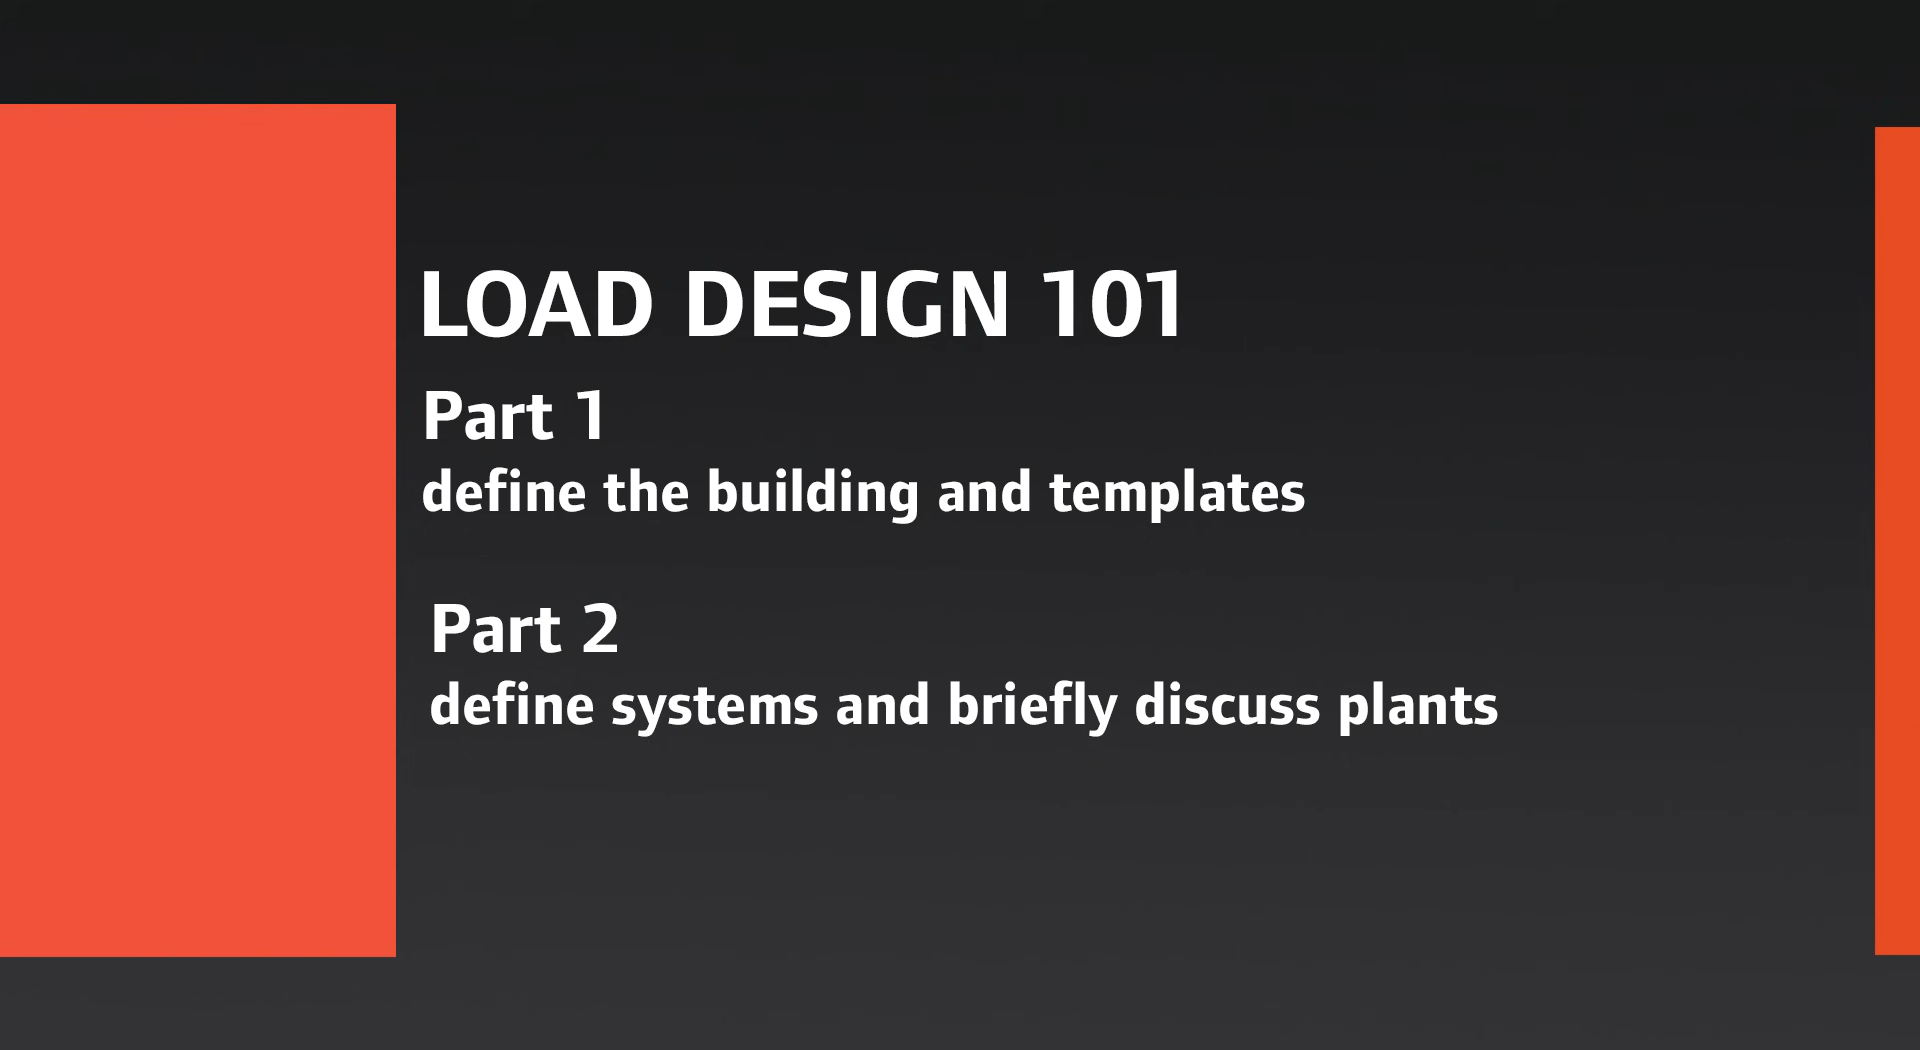 LOAD DESIGN 101
Part 1
define the building and templates
Part 2
define systems and briefly discuss plants